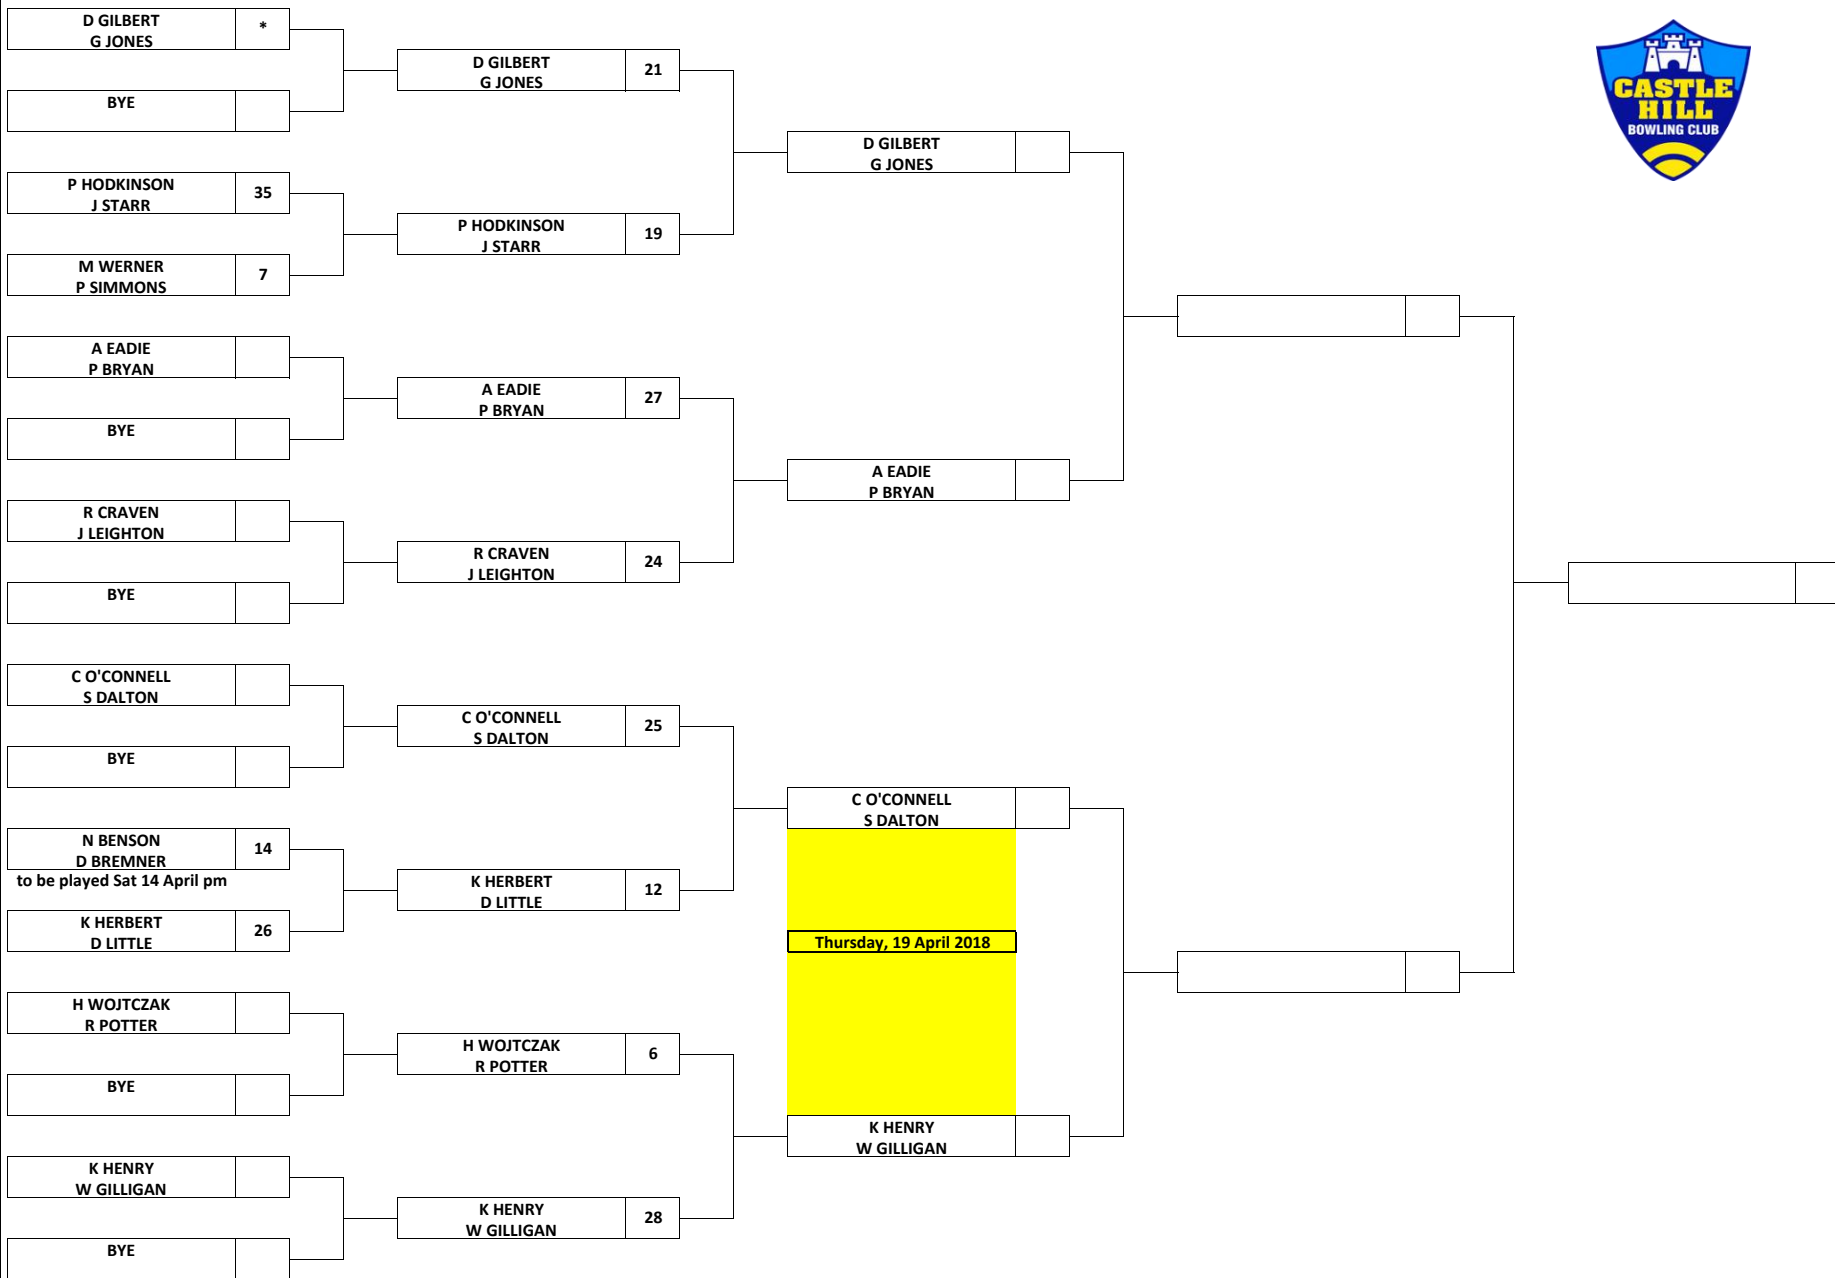 D GILBERT
G JONES
*
BYE
P HODKINSON
J STARR
35
M WERNER
P SIMMONS
7
A EADIE
P BRYAN
BYE
R CRAVEN
J LEIGHTON
BYE
C O'CONNELL
S DALTON
BYE
N BENSON
D BREMNER
14
to be played Sat 14 April pm
K HERBERT
D LITTLE
26
H WOJTCZAK
R POTTER
BYE
K HENRY
W GILLIGAN
BYE
D GILBERT
G JONES
21
P HODKINSON
J STARR
19
A EADIE
P BRYAN
27
R CRAVEN
J LEIGHTON
24
C O'CONNELL
S DALTON
25
K HERBERT
D LITTLE
12
H WOJTCZAK
R POTTER
6
K HENRY
W GILLIGAN
28
D GILBERT
G JONES
A EADIE
P BRYAN
C O'CONNELL
S DALTON
Thursday, 19 April 2018
K HENRY
W GILLIGAN
CASTLE
HILL
BOWLING CLUB